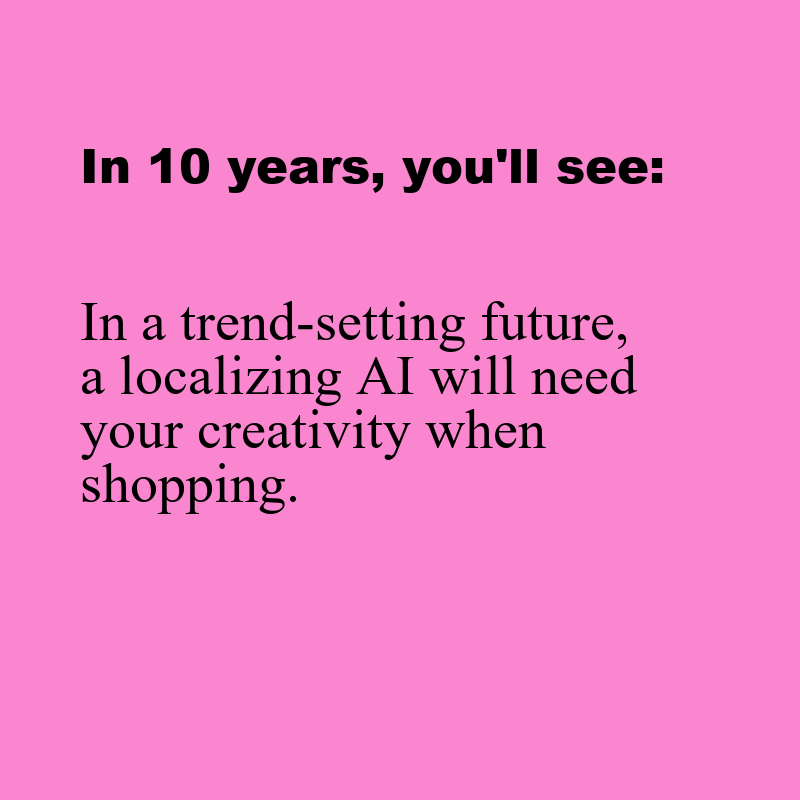 In 10 years, you'll see:
In a trend-setting future,
a localizing AI will need
your creativity when
shopping.